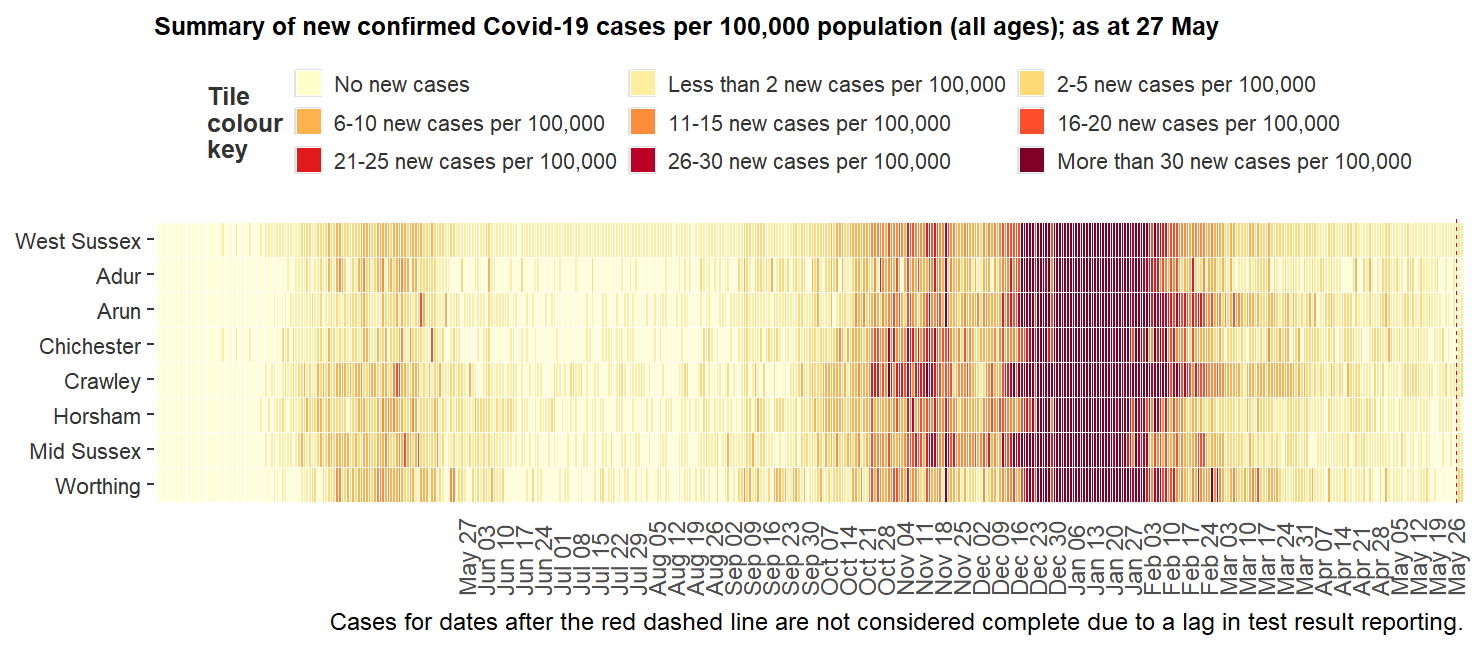 Summary of new confirmed Covid-19 cases per 100,000 population (all ages); as at 27 May
Tile
colour
key
No new cases
Less than 2 new cases per 100,000
2-5 new cases per 100,000
6-10 new cases per 100,000
11-15 new cases per 100,000
16-20 new cases per 100,000
21-25 new cases per 100,000
26-30 new cases per 100,000
More than 30 new cases per 100,000
West Sussex
Adur
Arun
Chichester
Crawley
Horsham
Mid Sussex
Worthing
May 27
Jun 03
Jun 10
Jun 17
Jun 24
Jul 01
Jul 08
Jul 15
Jul 22
Jul 29
Aug 05
Aug 12
Aug 19
Aug 26
Sep 02
Sep 09
Sep 16
Sep 23
Sep 30
Oct 07
Oct 14
Oct 21
Oct 28
Nov 04
Nov 11
Nov 18
Nov 25
Dec 02
Dec 09
Dec 16
Dec 23
Dec 30
Jan 06
Jan 13
Jan 20
Jan 27
Feb 03
Feb 10
Feb 17
Feb 24
Mar 03
Mar 10
Mar 17
Mar 24
Mar 31
Apr 07
Apr 14
Apr 21
Apr 28
May 05
May 12
May 19
May 26
Cases for dates after the red dashed line are not considered complete due to a lag in test result reporting.